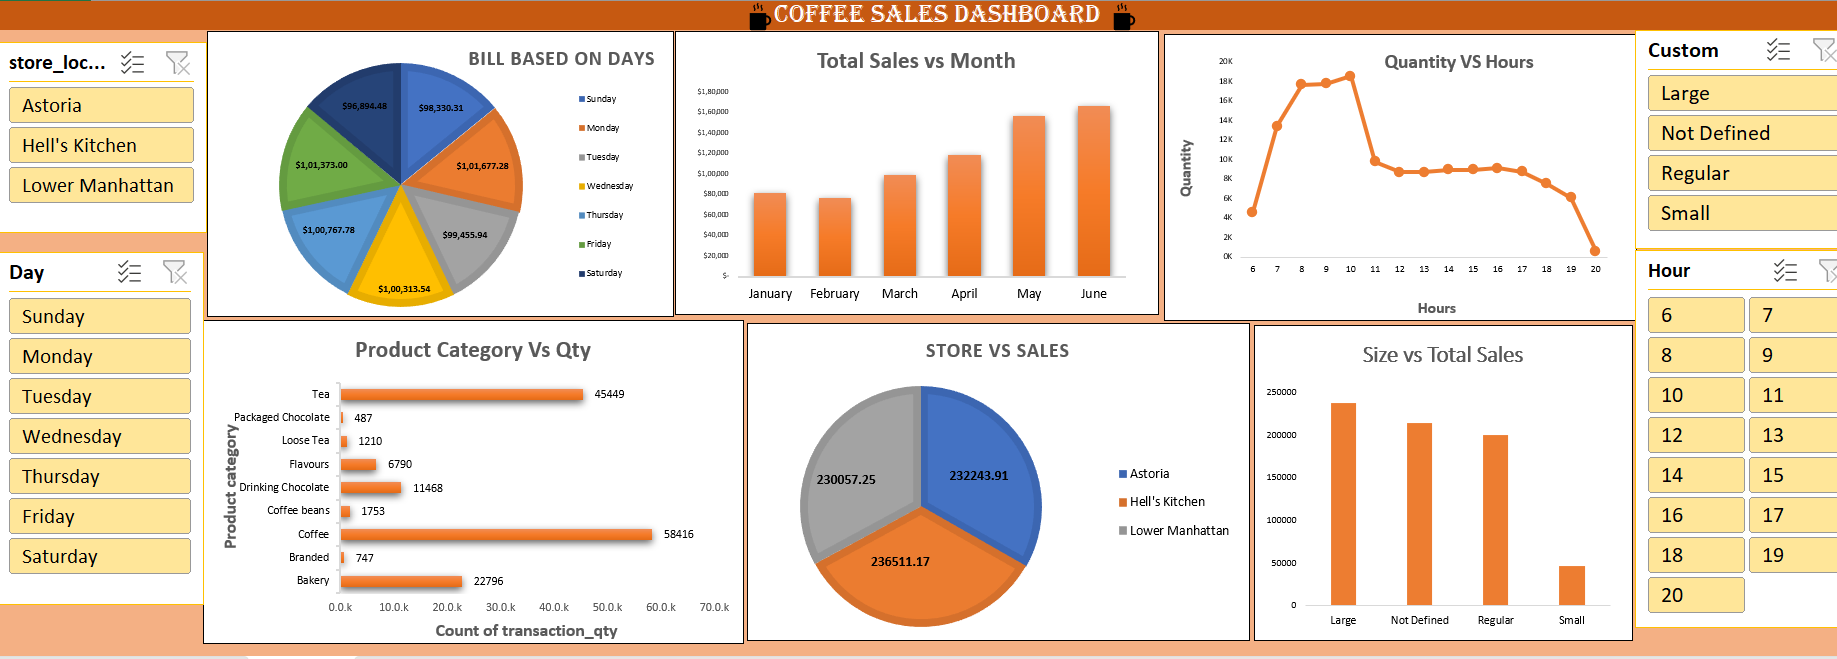 COFFEE SALES DASHBOARD
store_loc...
Astoria
Hell's Kitchen
Lower Manhattan
Day
Sunday
Monday
Tuesday
Wednesday
Thursday
Friday
Saturday
BILL BASED ON DAYS
$96,894.48
$98,330.31
$1,01,373.00
$1,01,677.28
$1,00,767.78
$99,455.94
$1,00,313.54
Sunday
Monday
Tuesday
Wednesday
Thursday
Friday
Saturday
Total Sales vs Month
$1,80,000
$1,60,000
$1,40,000
$1,20,000
$1,00,000
$80,000
$60,000
$40,000
$20,000
$-
January February March April May June
Quantity VS Hours
Quantity
20K
18K
16K
14K
12K
10K
8K
6K
4K
2K
0K
6 7 8 9 10 11 12 13 14 15 16 17 18 19 20
Hours
Product Category Vs Qty
Product category
Tea 45449
Packaged Chocolate 487
Loose Tea 1210
Flavours 6790
Drinking Chocolate 11468
Coffee beans 1753
Coffee 58416
Branded 747
Bakery 22796
0.0.k 10.0.k 20.0.k 30.0.k 40.0.k 50.0.k 60.0.k 70.0.k
Count of transaction_qty
STORE VS SALES
230057.25
232243.91
236511.17
Astoria
Hell's Kitchen
Lower Manhattan
Size vs Total Sales
250000
200000
150000
100000
50000
0
Large Not Defined Regular Small
Custom
Large
Not Defined
Regular
Small
Hour
6 7
8 9
10 11
12 13
14 15
16 17
18 19
20